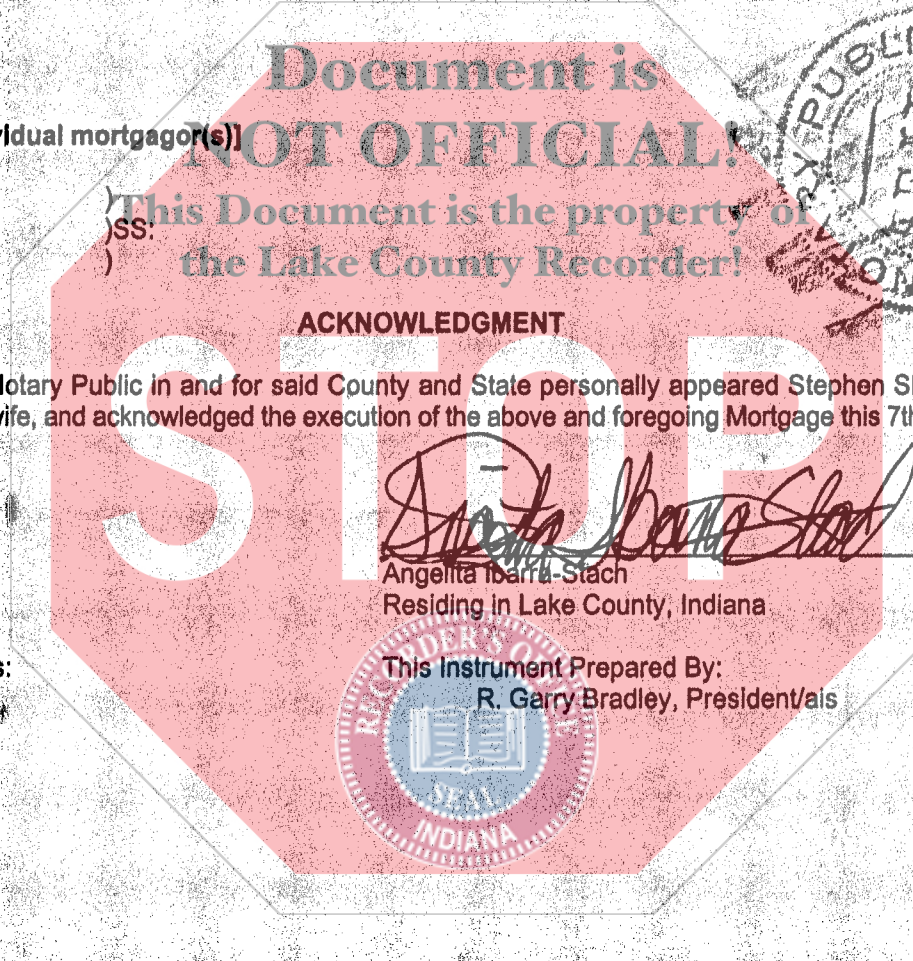 Document is
NOT OFFICIAL!
This Document is the property of
the Lake County Recorder!
STOP
idual mortgagor(s)]
)
)SS:
)
ACKNOWLEDGMENT
Notary Public in and for said County and State personally appeared Stephen S
wife, and acknowledged the execution of the above and foregoing Mortgage this 7th
Angelita Ibarra-Stach
Residing in Lake County, Indiana
s:
This Instrument Prepared By:
R. Garry Bradley, President/ais
RECORDER'S OFFICE
SEAL
INDIANA